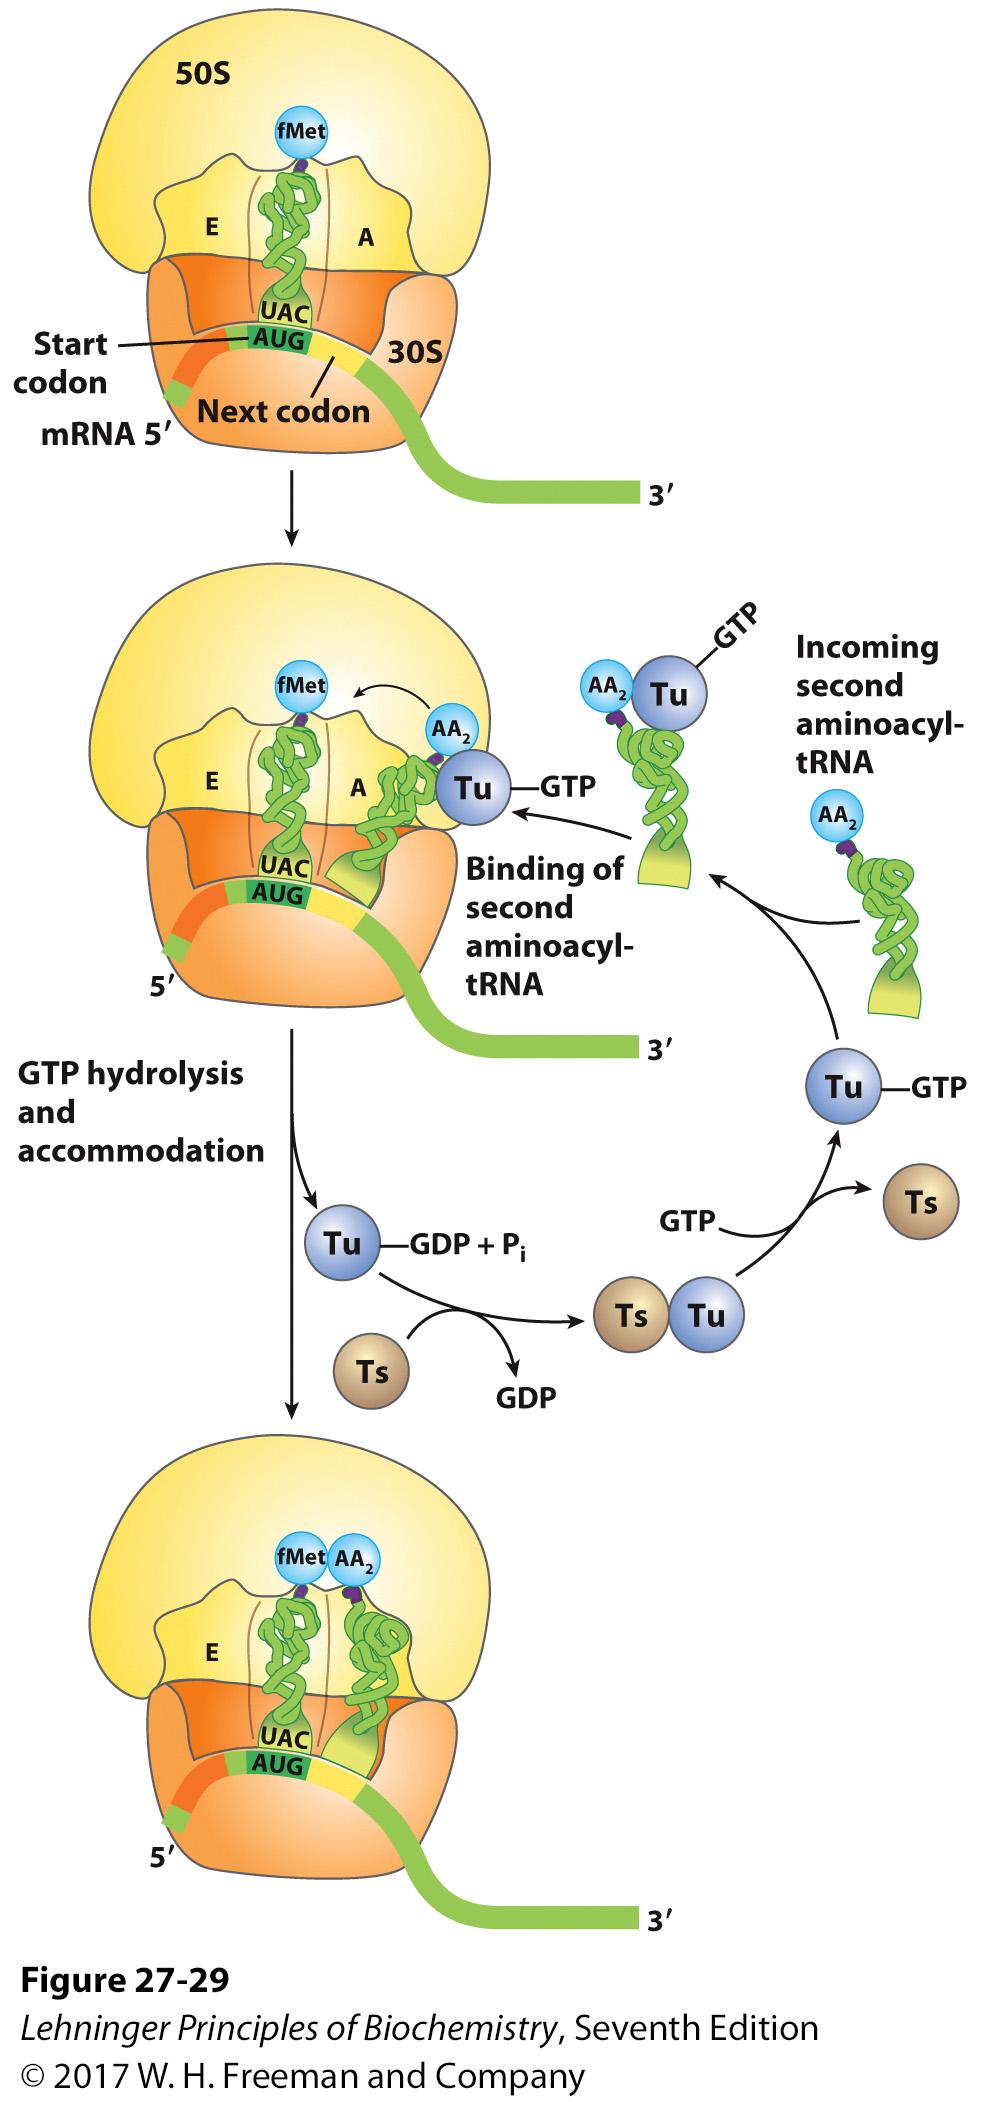 50S
fMet
E
A
UAC
AUG
Start
codon
30S
Next codon
mRNA 5′
3′
GTP
Incoming
second
aminoacyl-
tRNA
fMet
AA2
Tu
AA2
E
A
Tu
GTP
AA2
UAC
AUG
Binding of
second
aminoacyl-
tRNA
5′
3′
GTP hydrolysis
and
accommodation
Tu
GTP
Ts
GTP
Tu
GDP + Pi
Ts
Tu
Ts
GDP
fMet
AA2
E
UAC
AUG
5′
3′
Figure 27-29
Lehninger Principles of Biochemistry, Seventh Edition
© 2017 W. H. Freeman and Company